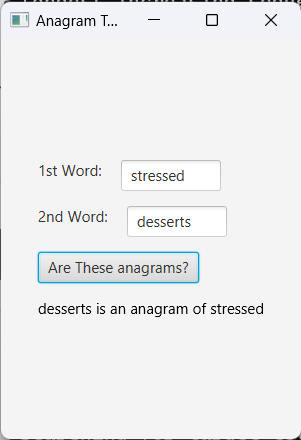 Anagram T...
1st Word: stressed
2nd Word: desserts
Are These anagrams?
desserts is an anagram of stressed